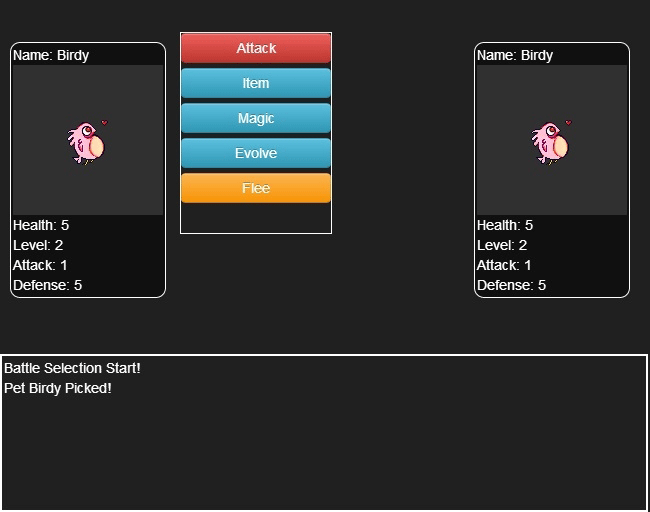 Name: Birdy
Health: 5
Level: 2
Attack: 1
Defense: 5
Attack
Item
Magic
Evolve
Flee
Name: Birdy
Health: 5
Level: 2
Attack: 1
Defense: 5
Battle Selection Start!
Pet Birdy Picked!